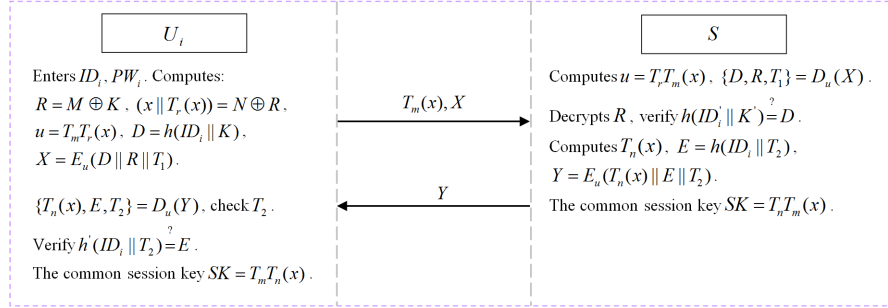 U_i
Enters ID_i, PW_i. Computes:
R = M ⊕ K, (x || T_r(x)) = N ⊕ R,
u = T_m T_r(x), D = h(ID_i || K),
X = E_u(D || R || T_1).
{T_n(x), E, T_2} = D_u(Y), check T_2.
Verify h'(ID_i || T_2) ?= E.
The common session key SK = T_m T_n(x).
T_m(x), X
Y
S
Computes u = T_r T_m(x), {D, R, T_1} = D_u(X).
Decrypts R, verify h(ID_i' || K') ?= D.
Computes T_n(x), E = h(ID_i || T_2),
Y = E_u(T_n(x) || E || T_2).
The common session key SK = T_n T_m(x).